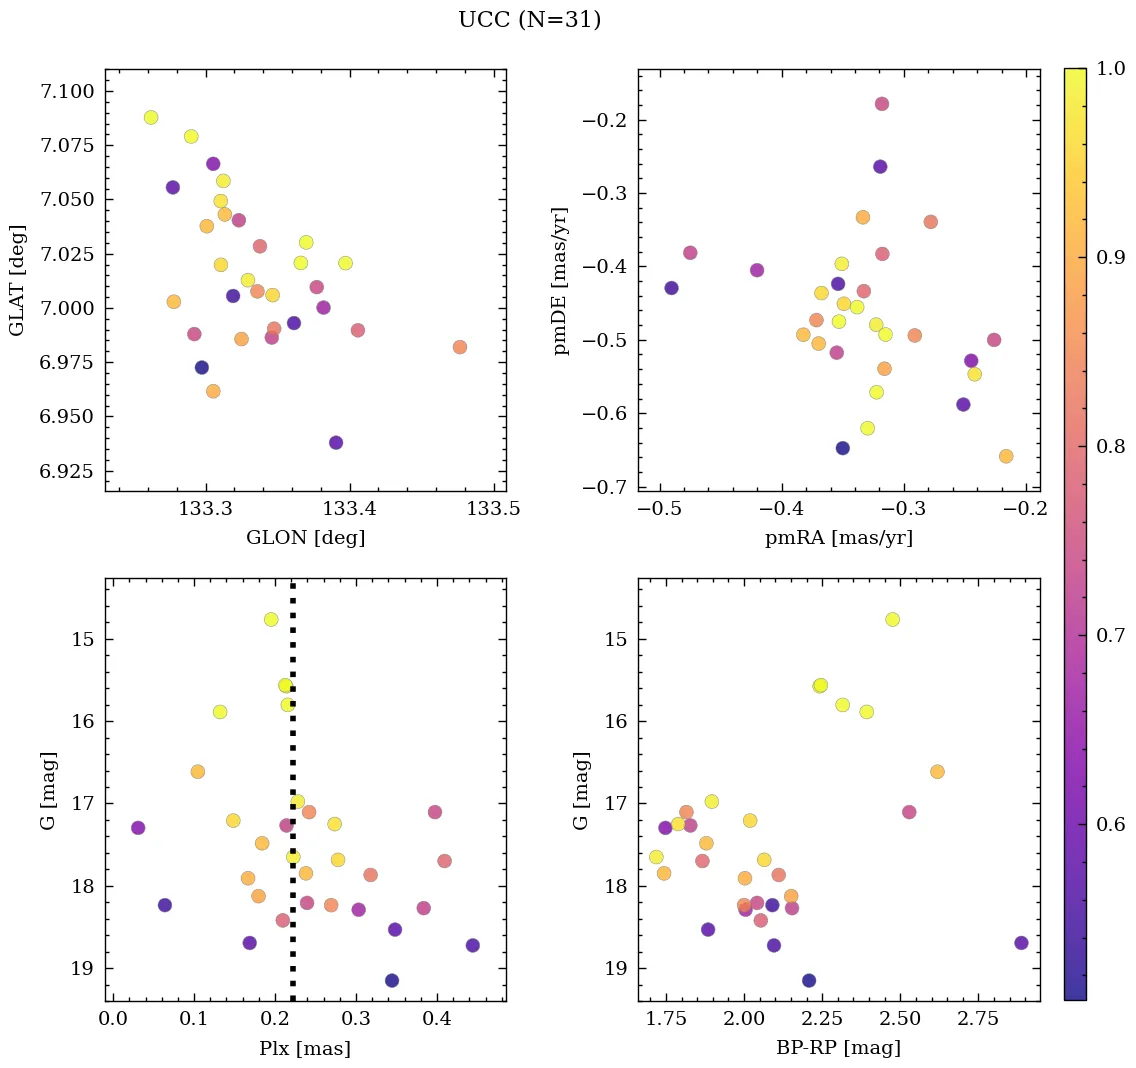 UCC (N=31)
7.100
7.075
7.050
7.025
7.000
6.975
6.950
6.925
GLAT [deg]
133.3 133.4 133.5
GLON [deg]
−0.2
−0.3
−0.4
−0.5
−0.6
−0.7
pmDE [mas/yr]
−0.5 −0.4 −0.3 −0.2
pmRA [mas/yr]
15
16
17
18
19
G [mag]
0.0 0.1 0.2 0.3 0.4
Plx [mas]
15
16
17
18
19
G [mag]
1.75 2.00 2.25 2.50 2.75
BP-RP [mag]
1.0
0.9
0.8
0.7
0.6